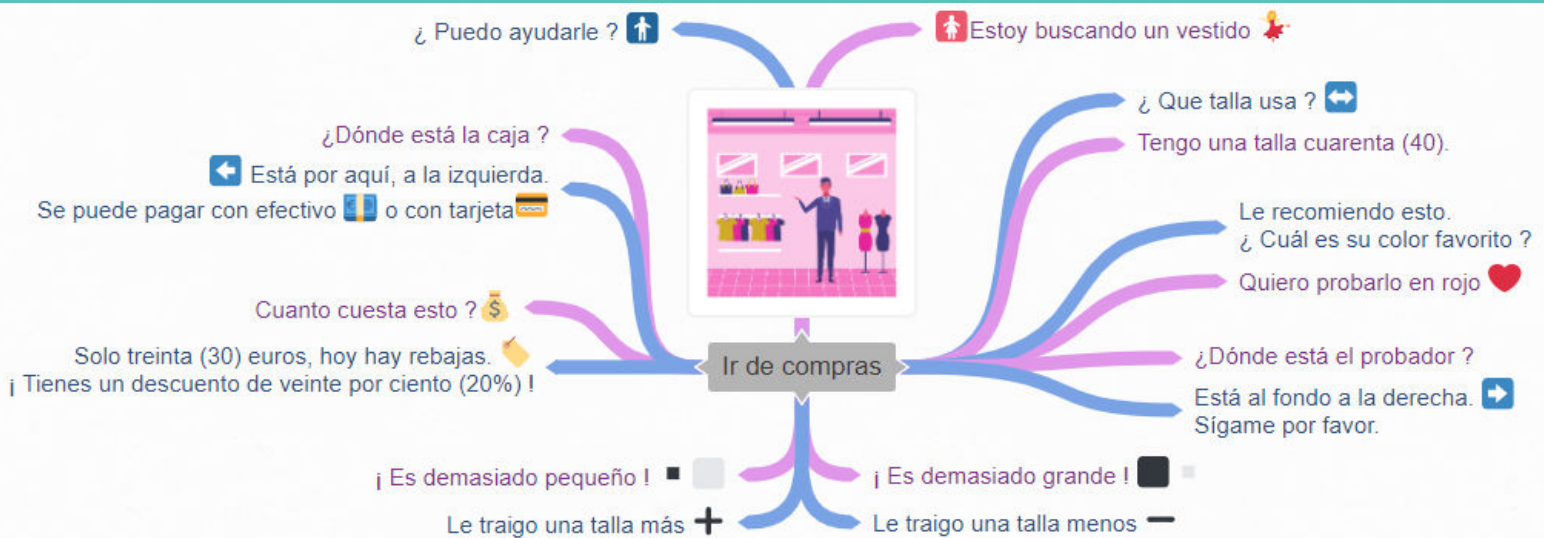 ¿ Puedo ayudarle ?
Estoy buscando un vestido
¿ Que talla usa ?
Tengo una talla cuarenta (40).
Le recomiendo esto.
¿ Cuál es su color favorito ?
Quiero probarlo en rojo
¿Dónde está el probador ?
Está al fondo a la derecha.
Sígame por favor.
¡ Es demasiado grande !
Le traigo una talla menos
¡ Es demasiado pequeño !
Le traigo una talla más
Cuanto cuesta esto ?
Solo treinta (30) euros, hoy hay rebajas.
¡ Tienes un descuento de veinte por ciento (20%) !
¿Dónde está la caja ?
Está por aquí, a la izquierda.
Se puede pagar con efectivo o con tarjeta
Ir de compras